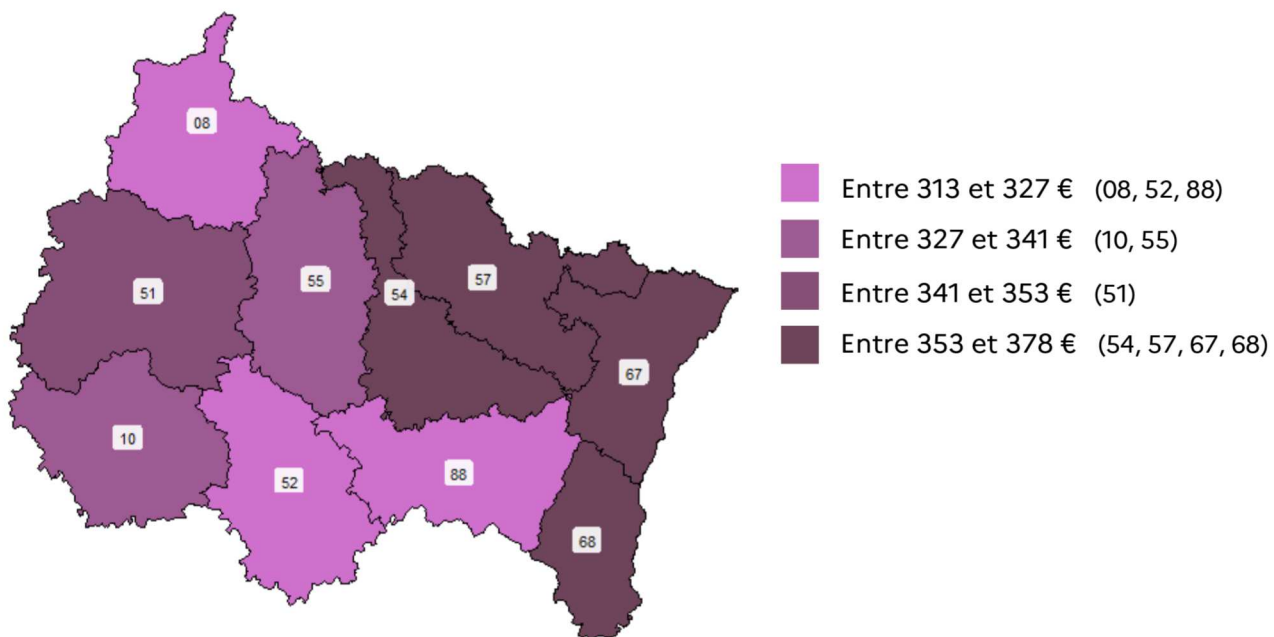 08
51
55
54
57
67
10
52
88
68
Entre 313 et 327 € (08, 52, 88)
Entre 327 et 341 € (10, 55)
Entre 341 et 353 € (51)
Entre 353 et 378 € (54, 57, 67, 68)